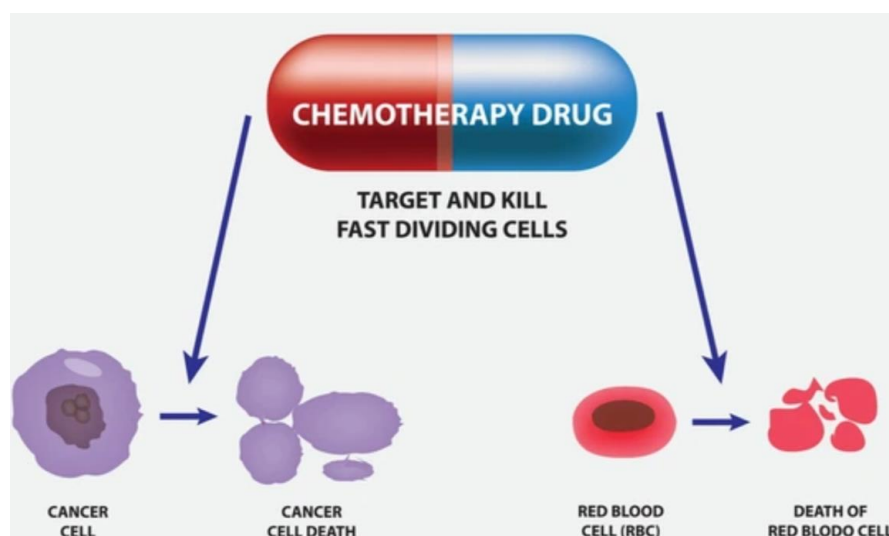 CHEMOTHERAPY DRUG
TARGET AND KILL
FAST DIVIDING CELLS
CANCER
CELL
CANCER
CELL DEATH
RED BLOOD
CELL (RBC)
DEATH OF
RED BLODO CELL